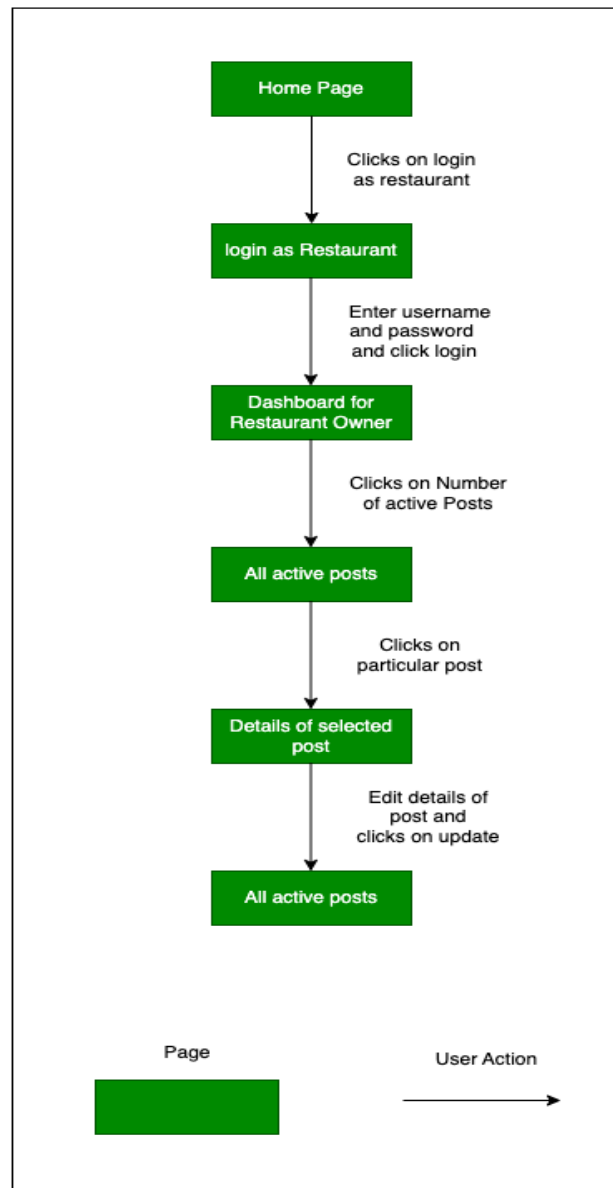 Home Page
Clicks on login
as restaurant
login as Restaurant
Enter username
and password
and click login
Dashboard for
Restaurant Owner
Clicks on Number
of active Posts
All active posts
Clicks on
particular post
Details of selected
post
Edit details of
post and
clicks on update
All active posts
Page
User Action